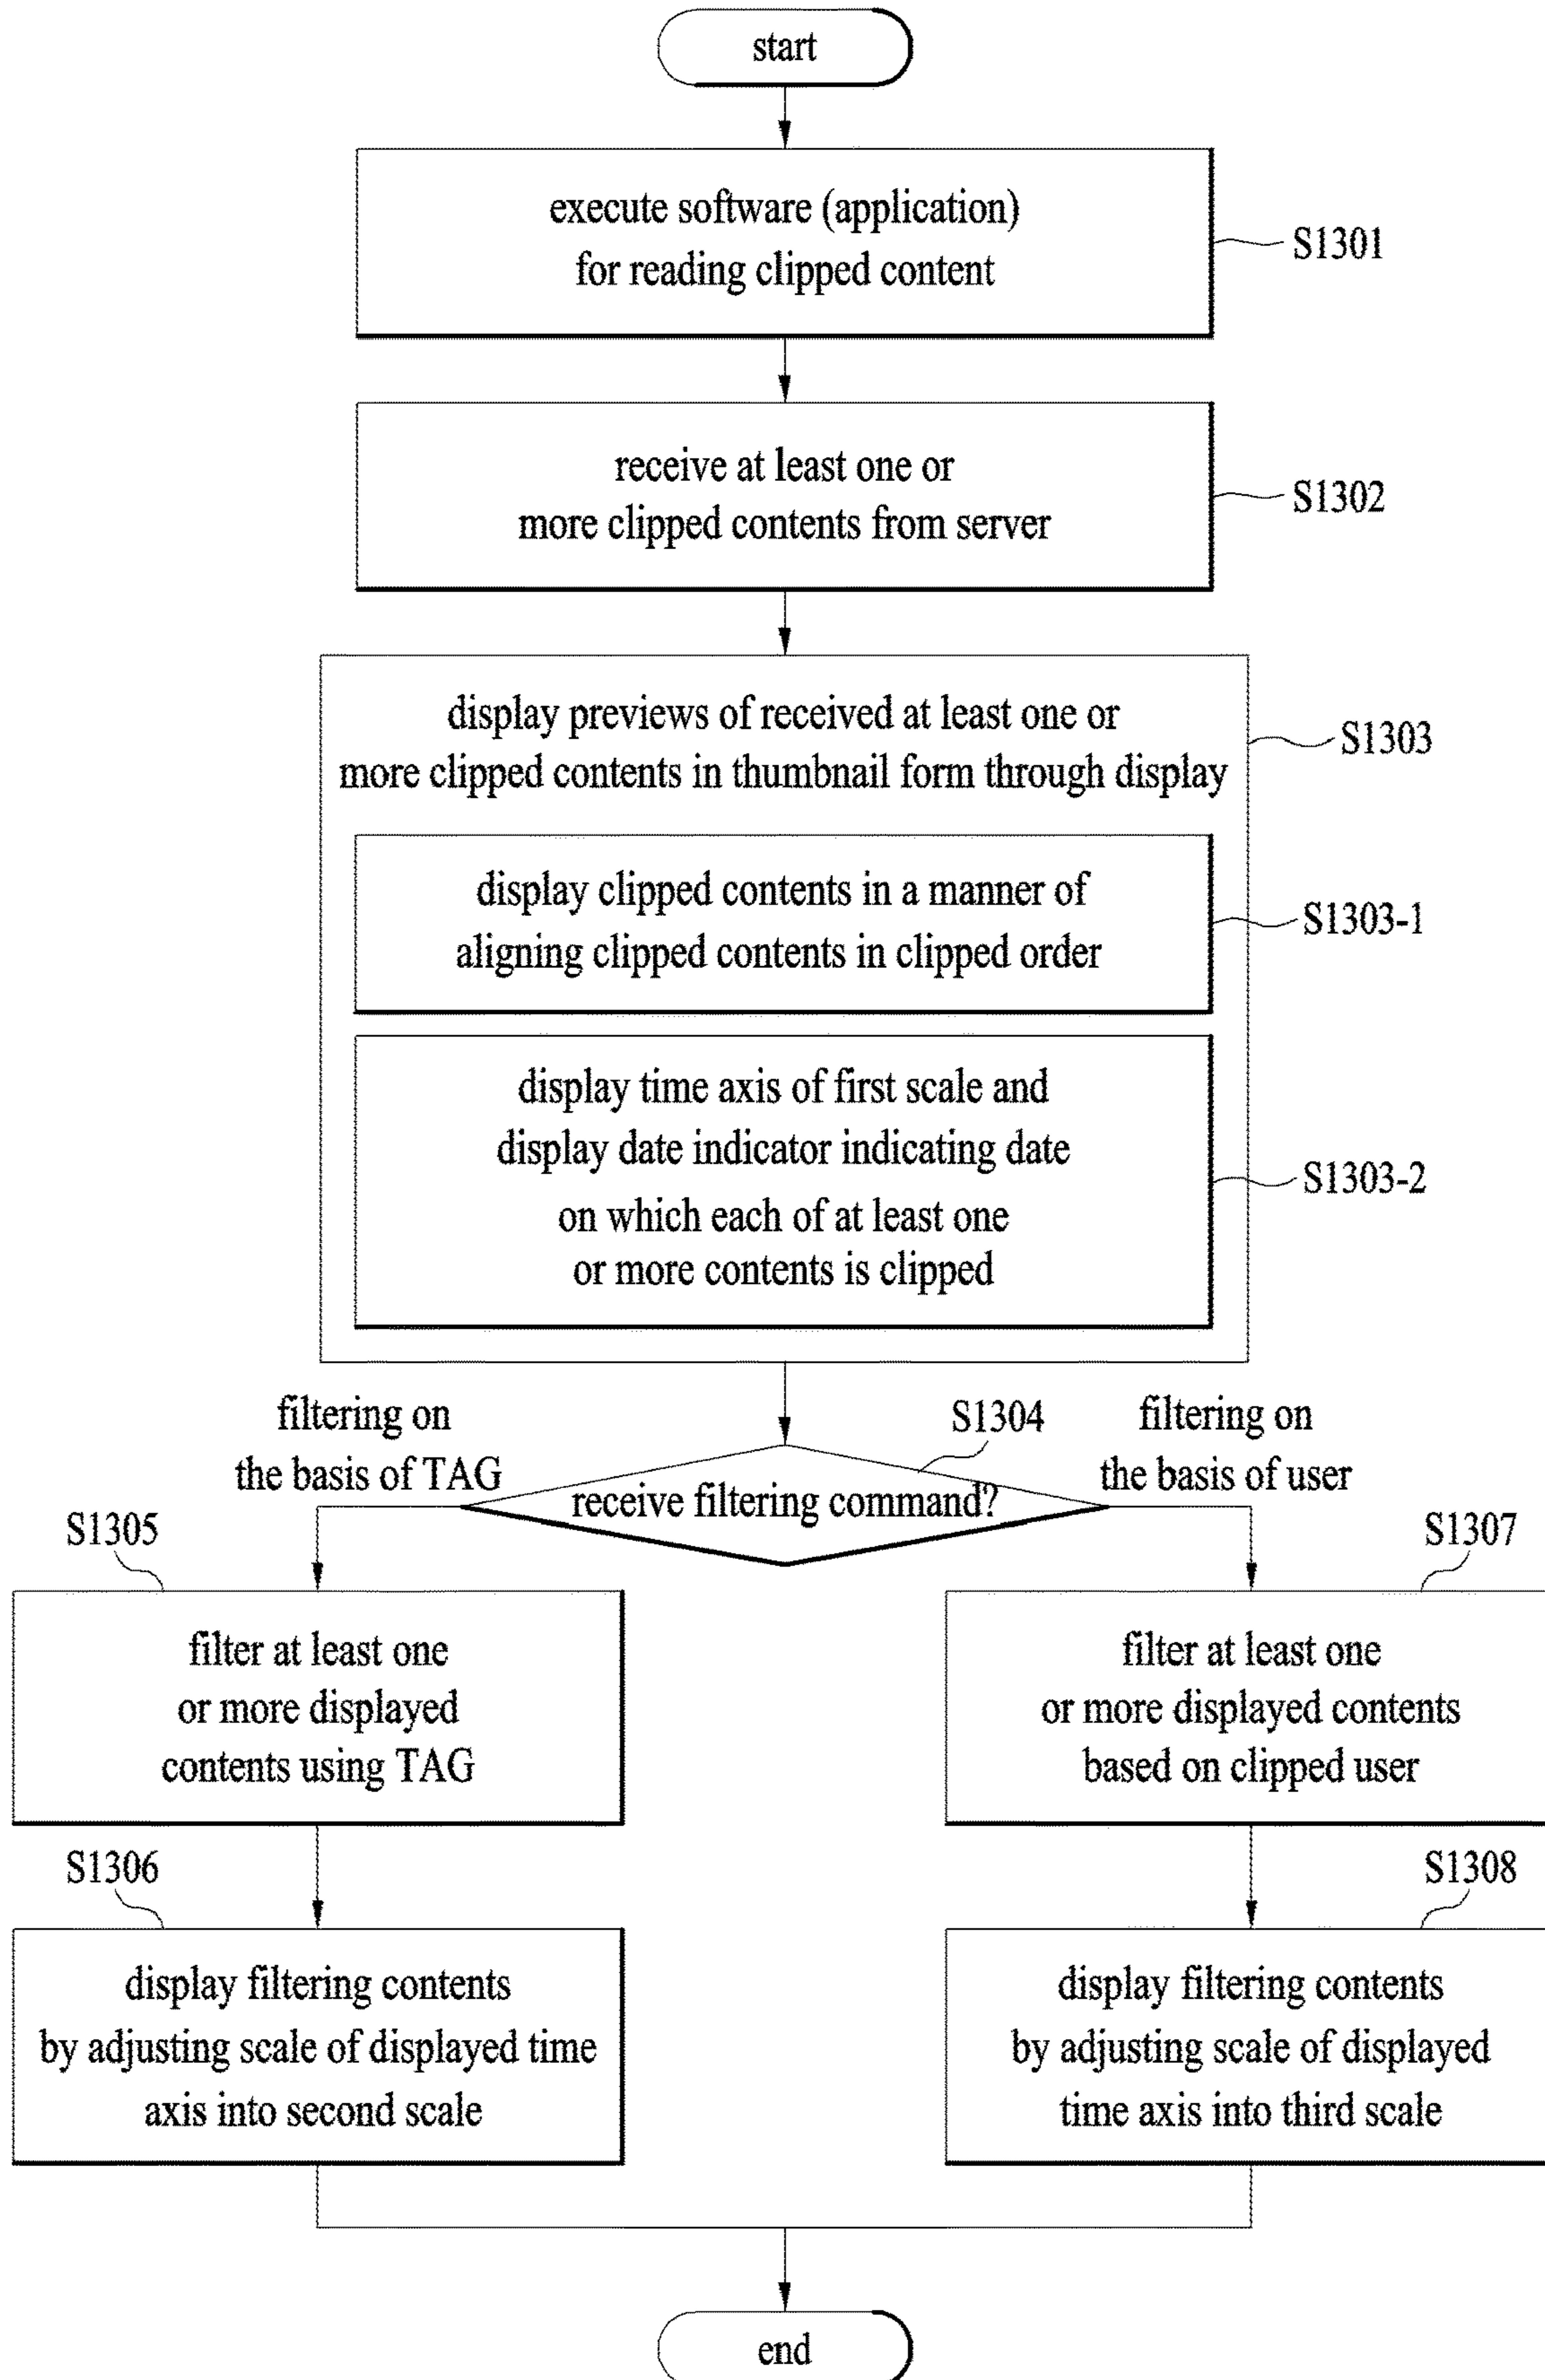 start
execute software (application)
for reading clipped content
S1301
receive at least one or
more clipped contents from server
S1302
display previews of received at least one or
more clipped contents in thumbnail form through display
S1303
display clipped contents in a manner of
aligning clipped contents in clipped order
S1303-1
display time axis of first scale and
display date indicator indicating date
on which each of at least one
or more contents is clipped
S1303-2
filtering on
the basis of TAG
S1304
filtering on
the basis of user
receive filtering command?
S1305
filter at least one
or more displayed
contents using TAG
S1307
filter at least one
or more displayed contents
based on clipped user
S1306
display filtering contents
by adjusting scale of displayed time
axis into second scale
S1308
display filtering contents
by adjusting scale of displayed
time axis into third scale
end